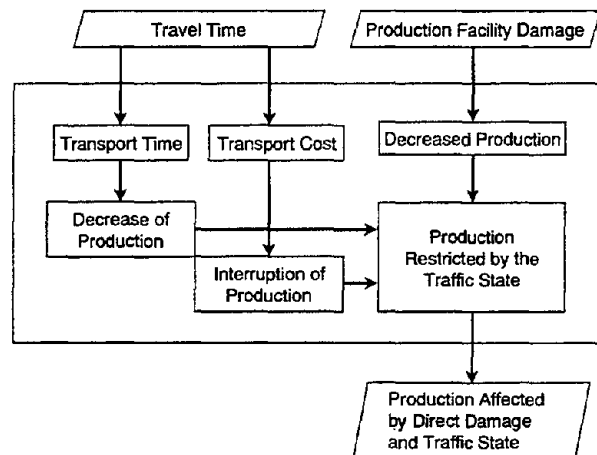 Travel Time
Production Facility Damage
Transport Time
Transport Cost
Decreased Production
Decrease of
Production
Interruption of
Production
Production
Restricted by the
Traffic State
Production Affected
by Direct Damage
and Traffic State